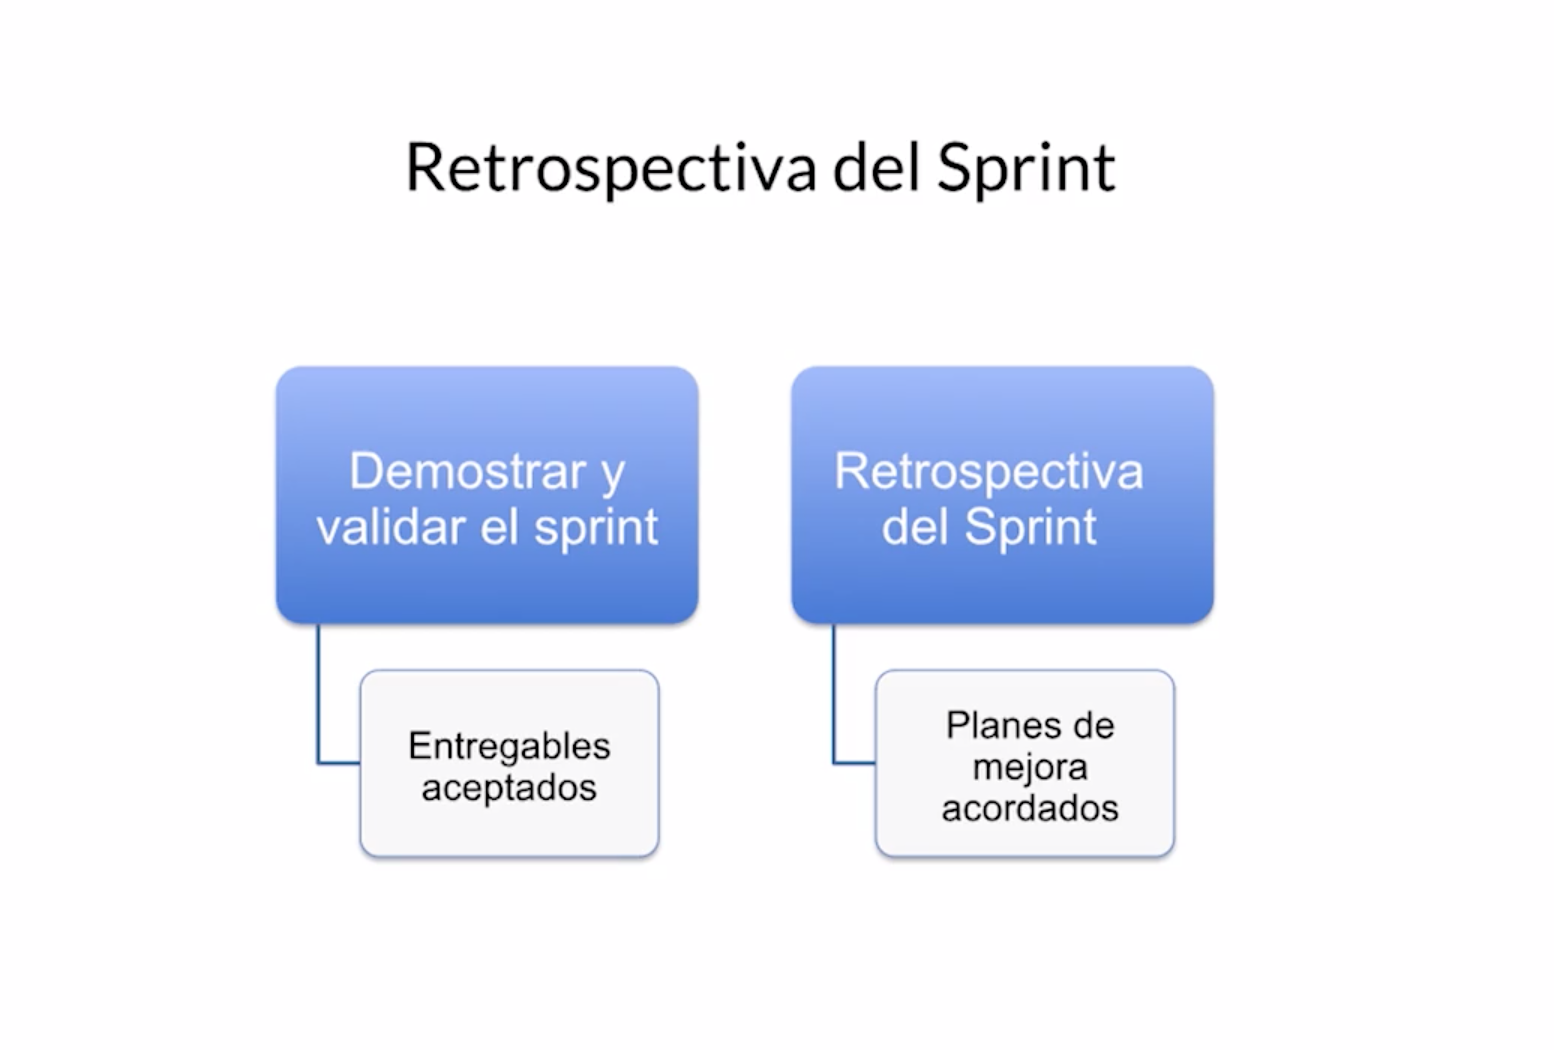 Retrospectiva del Sprint
Demostrar y
validar el sprint
Retrospectiva
del Sprint
Entregables
aceptados
Planes de
mejora
acordados